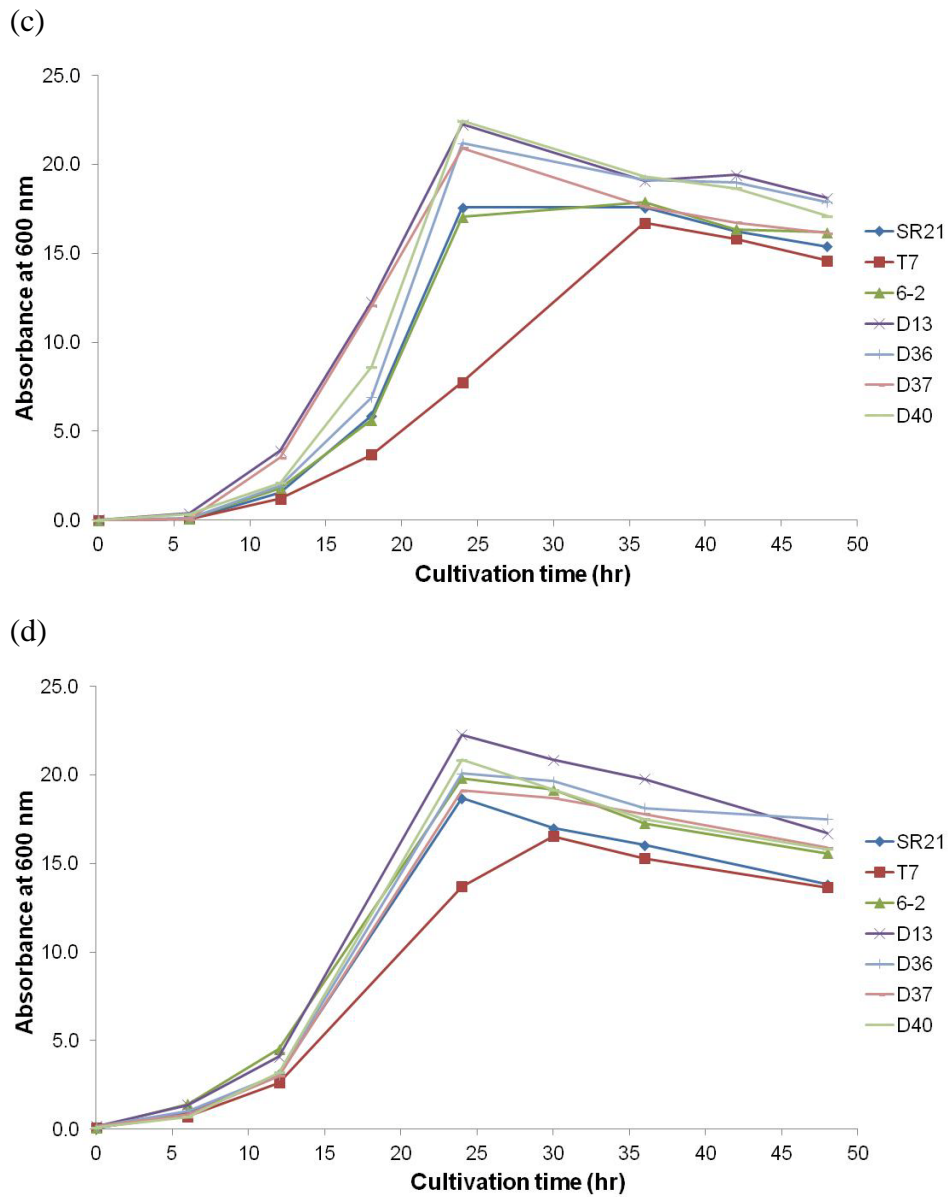 (c)
25.0
20.0
15.0
10.0
5.0
0.0
Absorbance at 600 nm
0 5 10 15 20 25 30 35 40 45 50
Cultivation time (hr)
SR21
T7
6-2
D13
D36
D37
D40
(d)
25.0
20.0
15.0
10.0
5.0
0.0
Absorbance at 600 nm
0 5 10 15 20 25 30 35 40 45 50
Cultivation time (hr)
SR21
T7
6-2
D13
D36
D37
D40